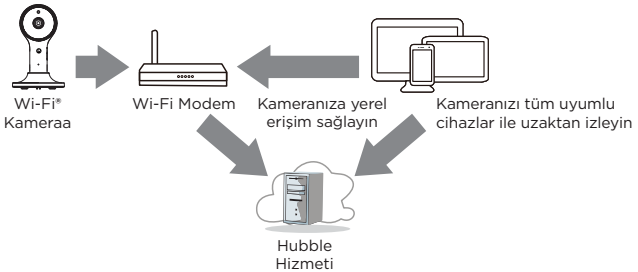 Wi-Fi®
Kameraa
Wi-Fi Modem
Kameranıza yerel
erişim sağlayın
Kameranızı tüm uyumlu
cihazlar ile uzaktan izleyin
Hubble
Hizmeti